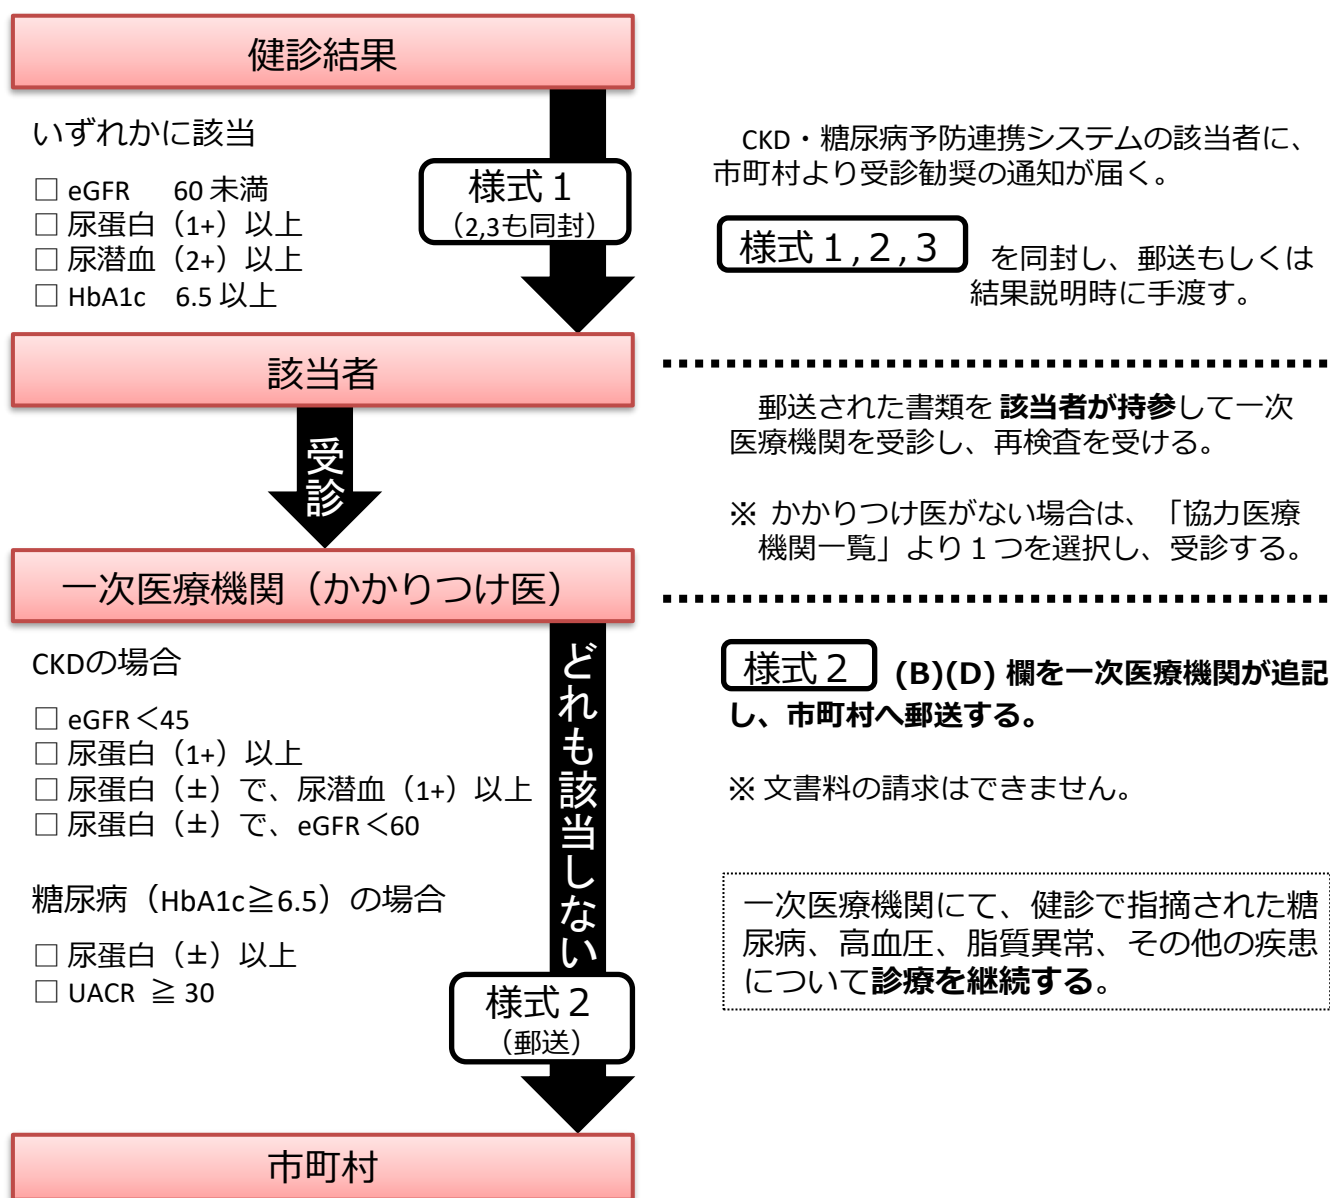 健診結果
いずれかに該当
□ eGFR 60 未満
□ 尿蛋白（1+）以上
□ 尿潜血（2+）以上
□ HbA1c 6.5 以上
様式１
（2,3も同封）
CKD・糖尿病予防連携システムの該当者に、
市町村より受診勧奨の通知が届く。
様式１,２,３ を同封し、郵送もしくは
結果説明時に手渡す。
該当者
受診
郵送された書類を 該当者が持参して一次
医療機関を受診し、再検査を受ける。
※ かかりつけ医がない場合は、「協力医療
機関一覧」より１つを選択し、受診する。
一次医療機関（かかりつけ医）
CKDの場合
□ eGFR＜45
□ 尿蛋白（1+）以上
□ 尿蛋白（±）で、尿潜血（1+）以上
□ 尿蛋白（±）で、eGFR＜60
糖尿病（HbA1c≧6.5）の場合
□ 尿蛋白（±）以上
□ UACR ≧ 30
どれも該当しない
様式２
（郵送）
様式２ (B)(D) 欄を一次医療機関が追記
し、市町村へ郵送する。
※ 文書料の請求はできません。
一次医療機関にて、健診で指摘された糖
尿病、高血圧、脂質異常、その他の疾患
について診療を継続する。
市町村